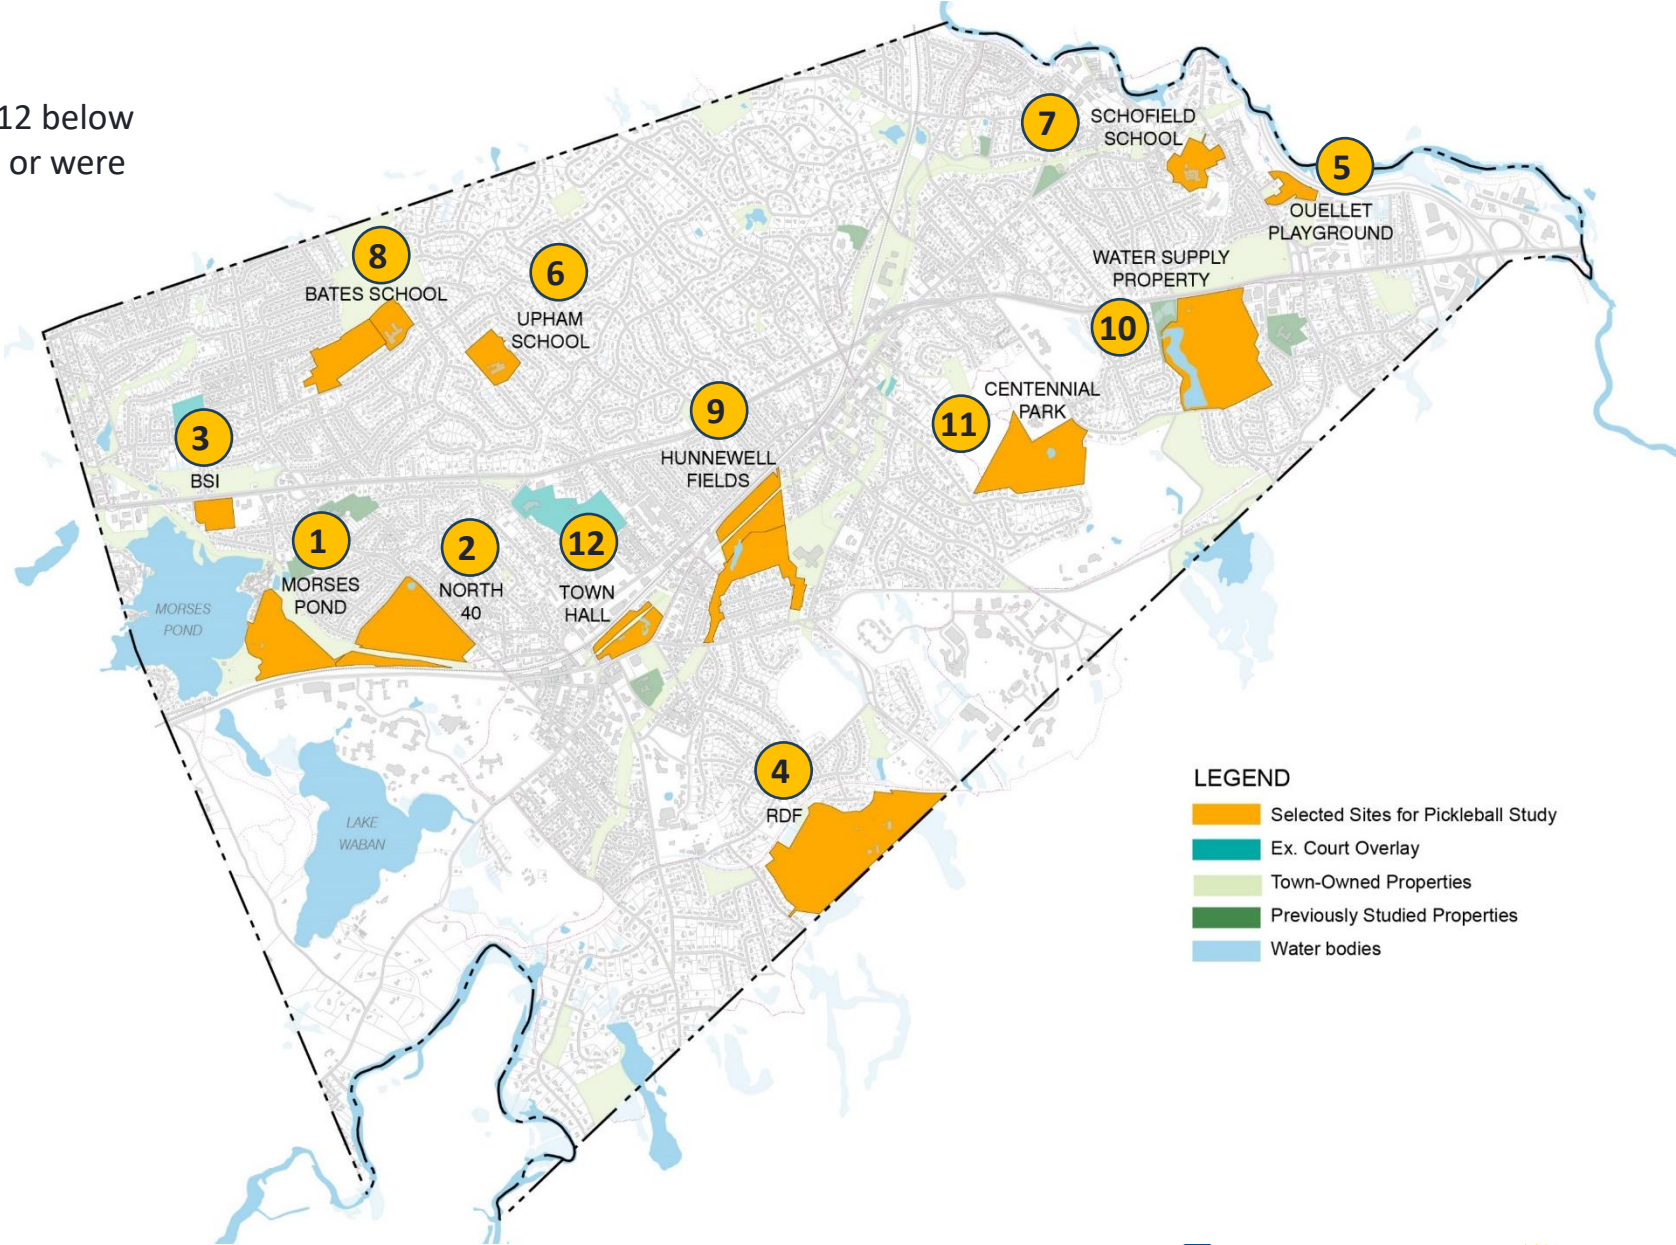 12 below
or were
7
SCHOFIELD
SCHOOL
5
OUELLET
PLAYGROUND
8
BATES SCHOOL
6
UPHAM
SCHOOL
WATER SUPPLY
PROPERTY
10
9
HUNNEWELL
FIELDS
CENTENNIAL
PARK
11
3
BSI
1
MORSES
POND
2
NORTH
40
12
TOWN
HALL
MORSES
POND
4
RDF
LAKE
WABAN
LEGEND
Selected Sites for Pickleball Study
Ex. Court Overlay
Town-Owned Properties
Previously Studied Properties
Water bodies